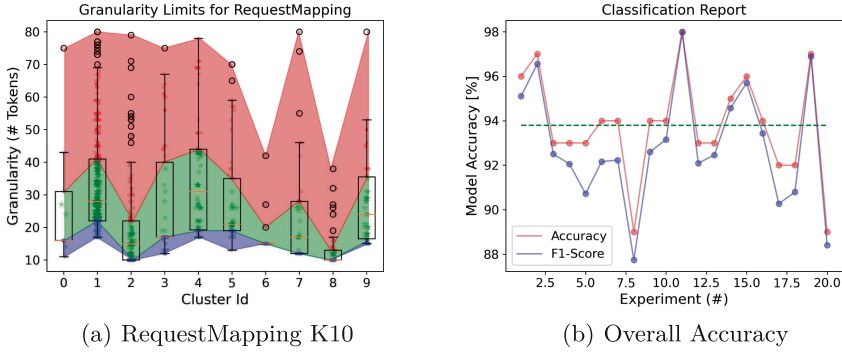 Granularity Limits for RequestMapping
Granularity (# Tokens)
80
70
60
50
40
30
20
10
0 1 2 3 4 5 6 7 8 9
Cluster Id
(a) RequestMapping K10
Classification Report
Model Accuracy [%]
98
96
94
92
90
88
Accuracy
F1-Score
2.5 5.0 7.5 10.0 12.5 15.0 17.5 20.0
Experiment (#)
(b) Overall Accuracy